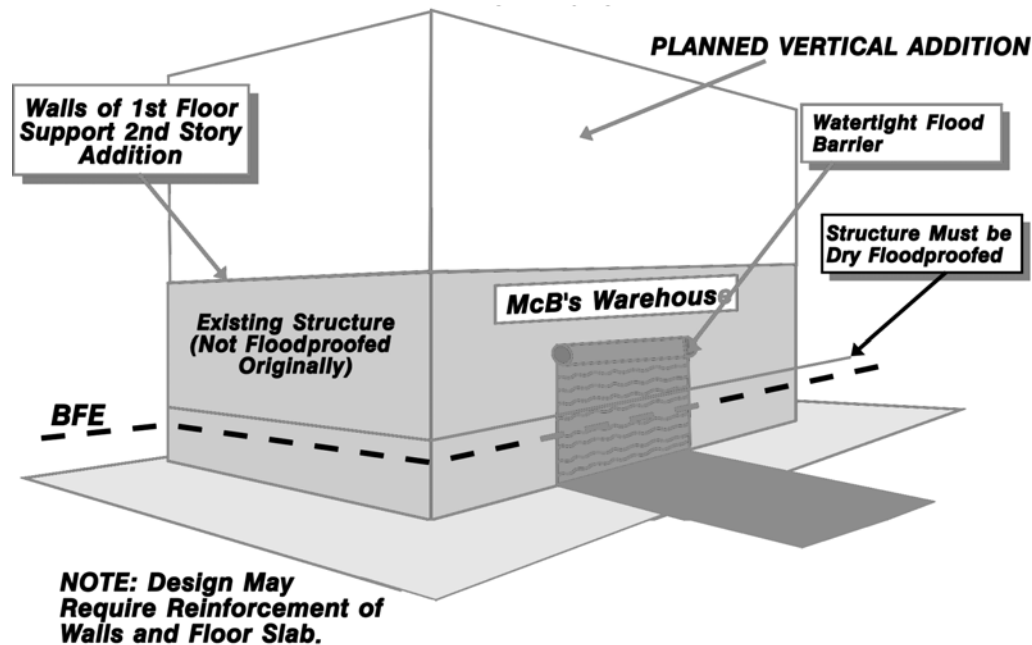 PLANNED VERTICAL ADDITION
Walls of 1st Floor
Support 2nd Story
Addition
Watertight Flood
Barrier
Structure Must be
Dry Floodproofed
McB's Warehouse
Existing Structure
(Not Floodproofed
Originally)
BFE
NOTE: Design May
Require Reinforcement of
Walls and Floor Slab.